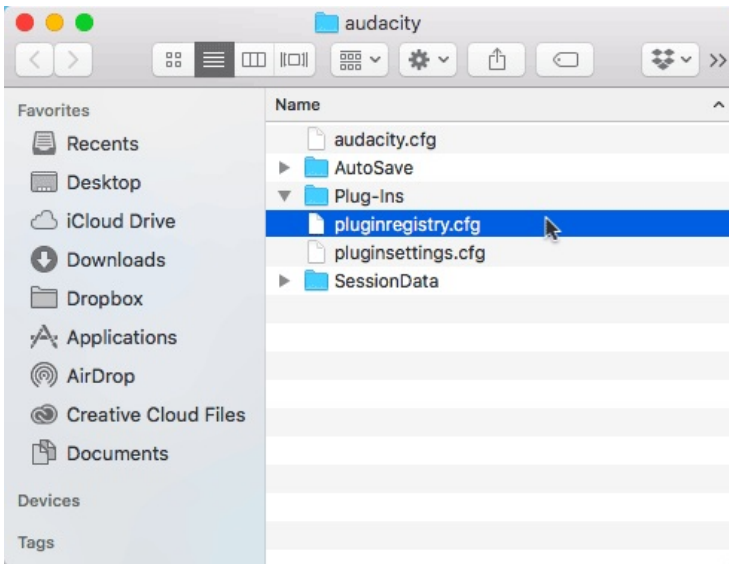 audacity
Favorites
Recents
Desktop
iCloud Drive
Downloads
Dropbox
Applications
AirDrop
Creative Cloud Files
Documents
Devices
Tags
Name
audacity.cfg
AutoSave
Plug-Ins
pluginregistry.cfg
pluginsettings.cfg
SessionData